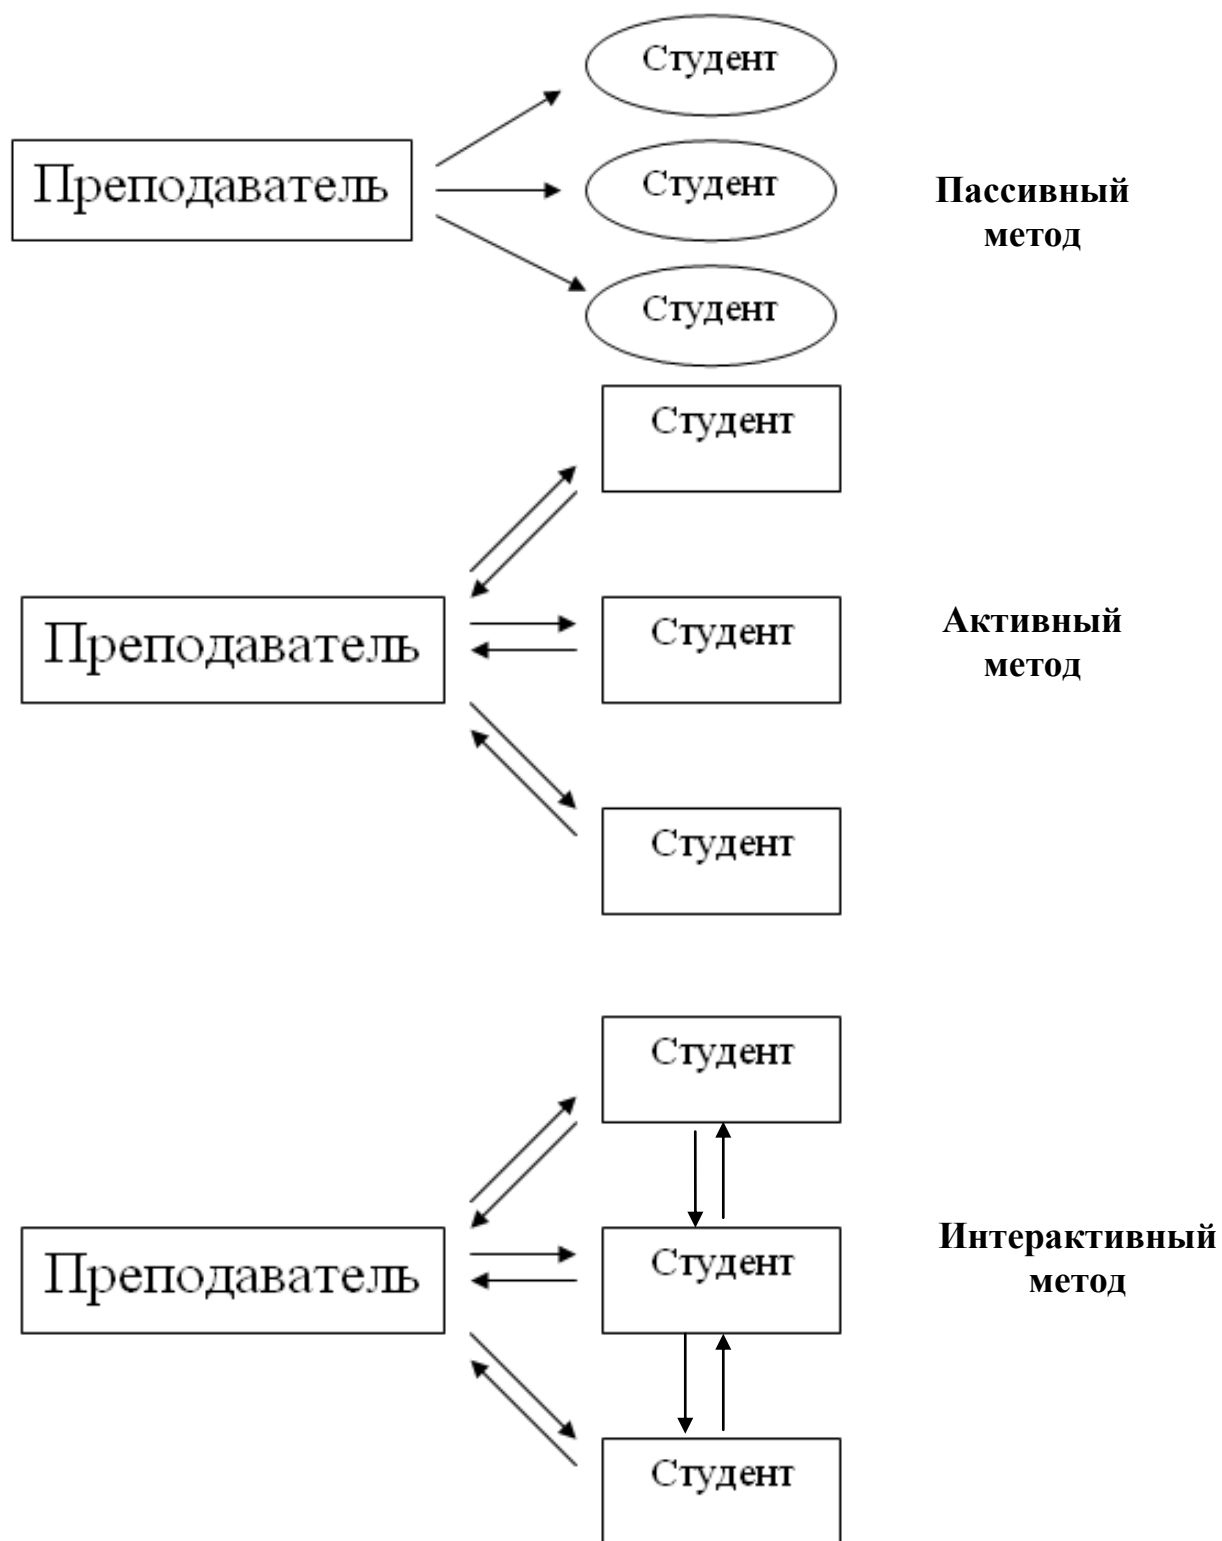 Студент
Преподаватель
Студент
Пассивный
метод
Студент
Студент
Преподаватель
Студент
Активный
метод
Студент
Студент
Преподаватель
Студент
Интерактивный
метод
Студент